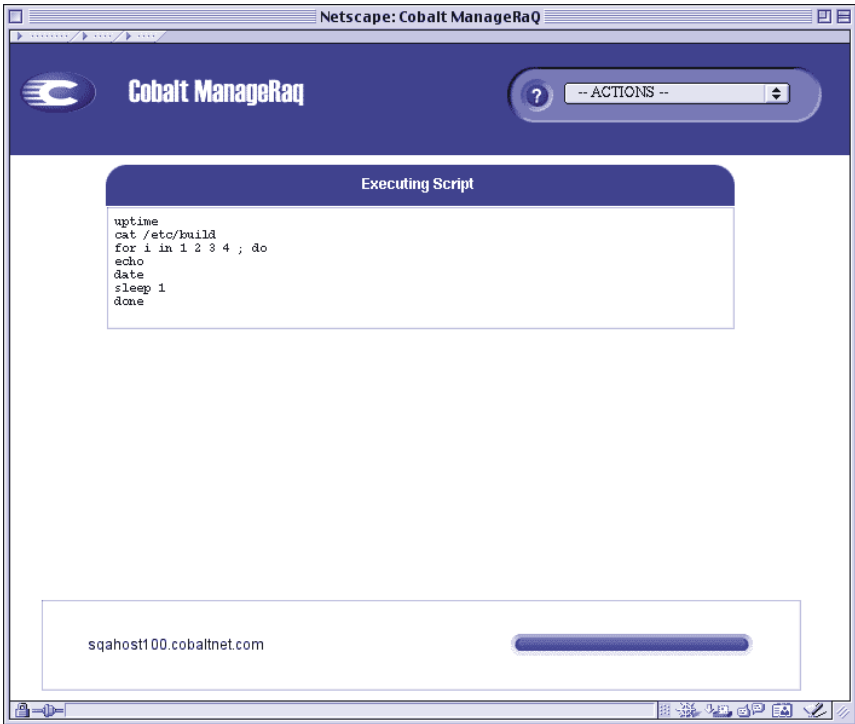 Netscape: Cobalt ManageRaQ
Cobalt ManageRaq
?
-- ACTIONS --
Executing Script
uptime
cat /etc/build
for i in 1 2 3 4 ; do
echo
date
sleep 1
done
sqahost100.cobaltnet.com